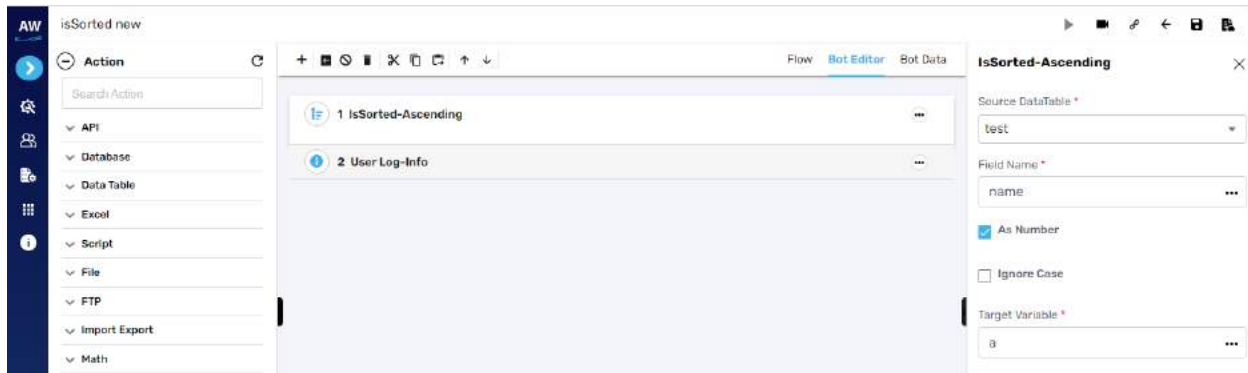 AW
isSorted new
Action
Search Action
API
Database
Data Table
Excel
Script
File
FTP
Import Export
Math
Flow Bot Editor Bot Data
1 IsSorted-Ascending
2 User Log-Info
IsSorted-Ascending
Source DataTable *
test
Field Name *
name
As Number
Ignore Case
Target Variable *
a